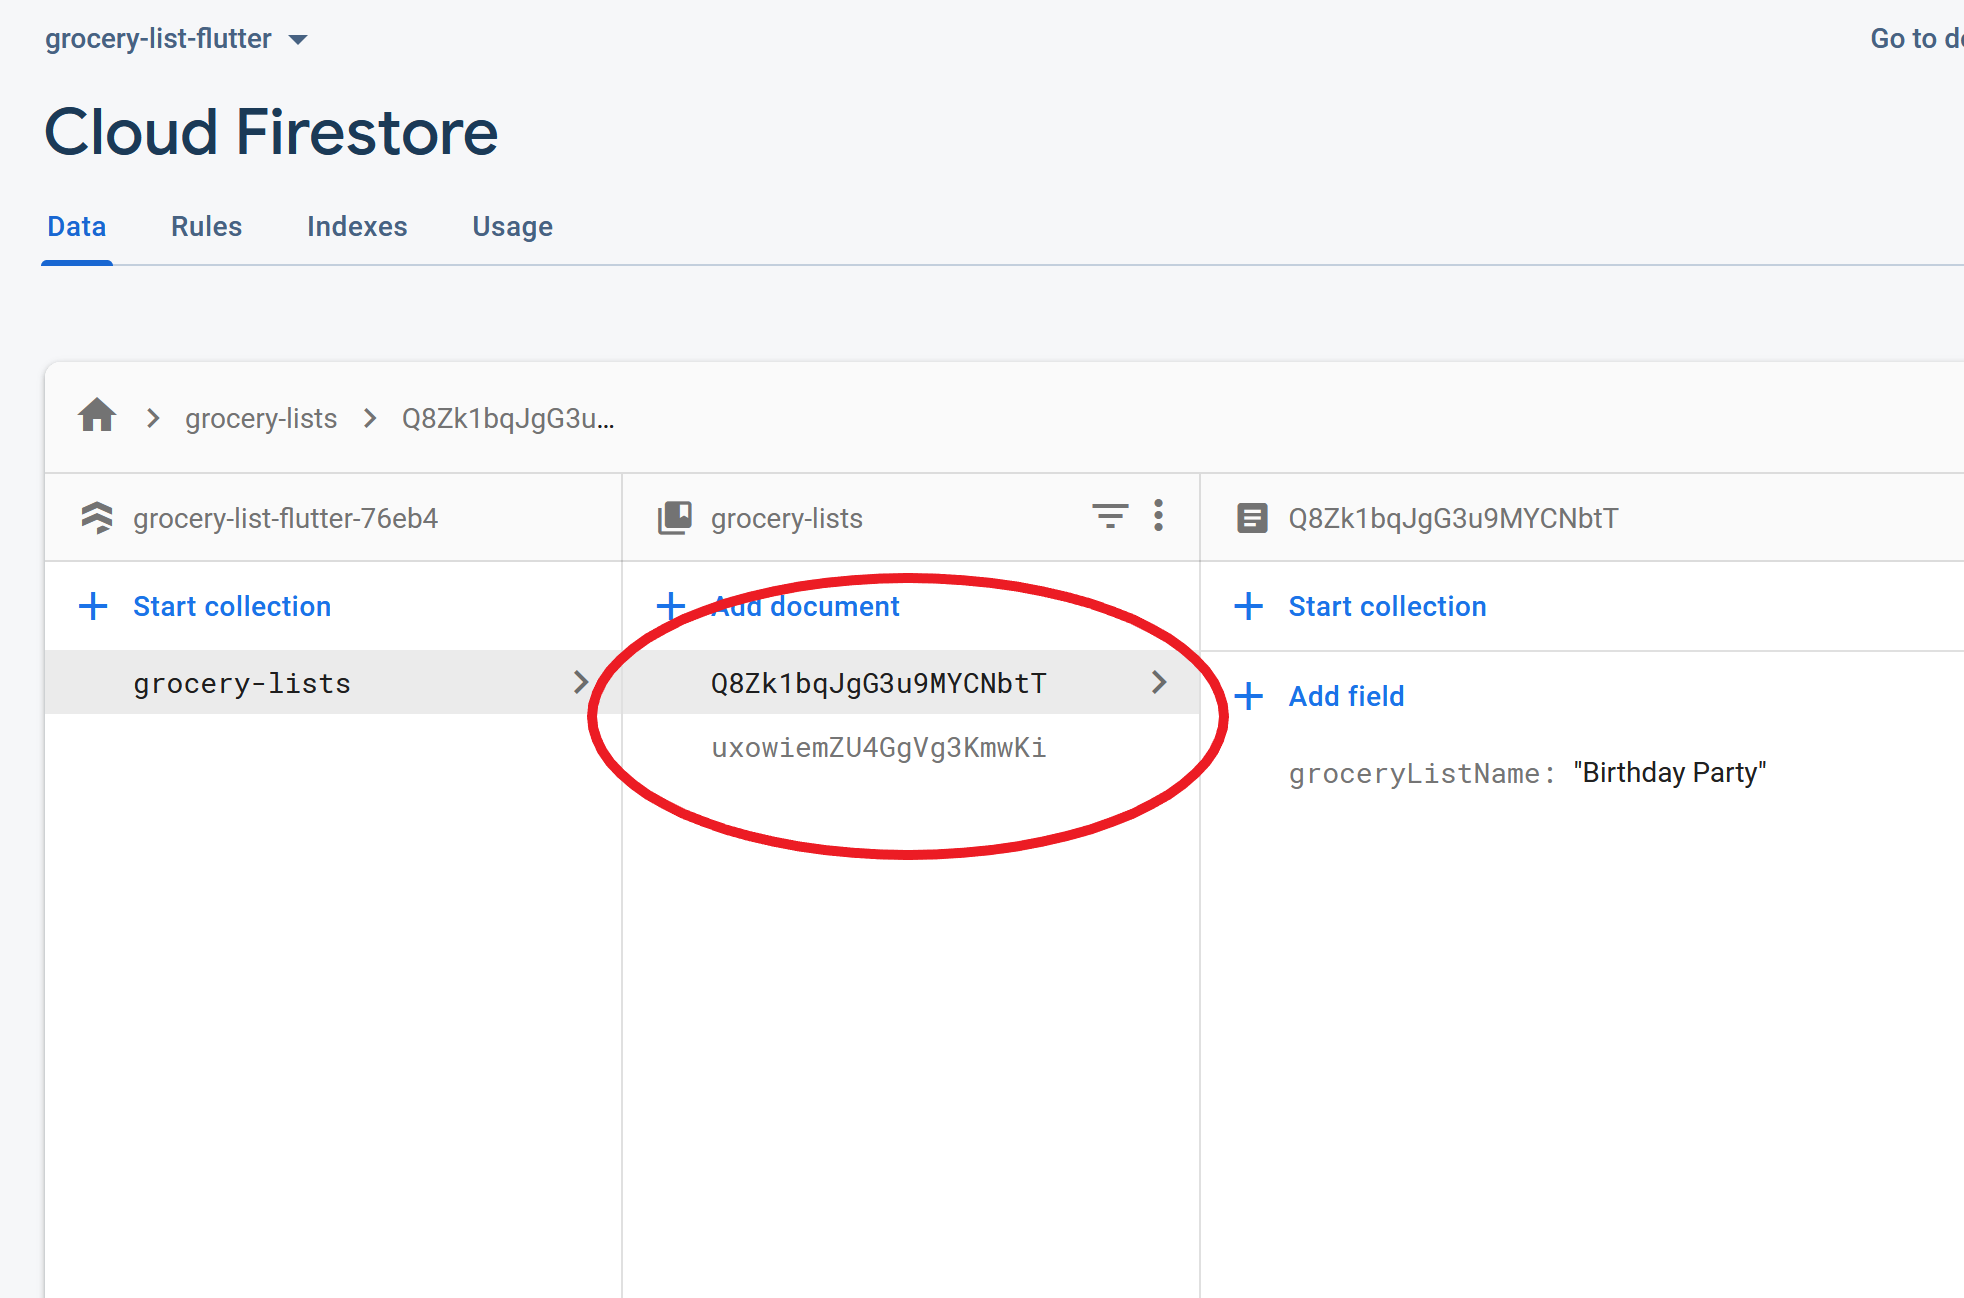 grocery-list-flutter
Go to d
Cloud Firestore
Data Rules Indexes Usage
grocery-lists Q8Zk1bqJgG3u...
grocery-list-flutter-76eb4
grocery-lists
Q8Zk1bqJgG3u9MYCNbtT
Start collection
Add document
Start collection
grocery-lists
Q8Zk1bqJgG3u9MYCNbtT
uxowiemZU4GgVg3KmwKi
Add field
groceryListName: "Birthday Party"